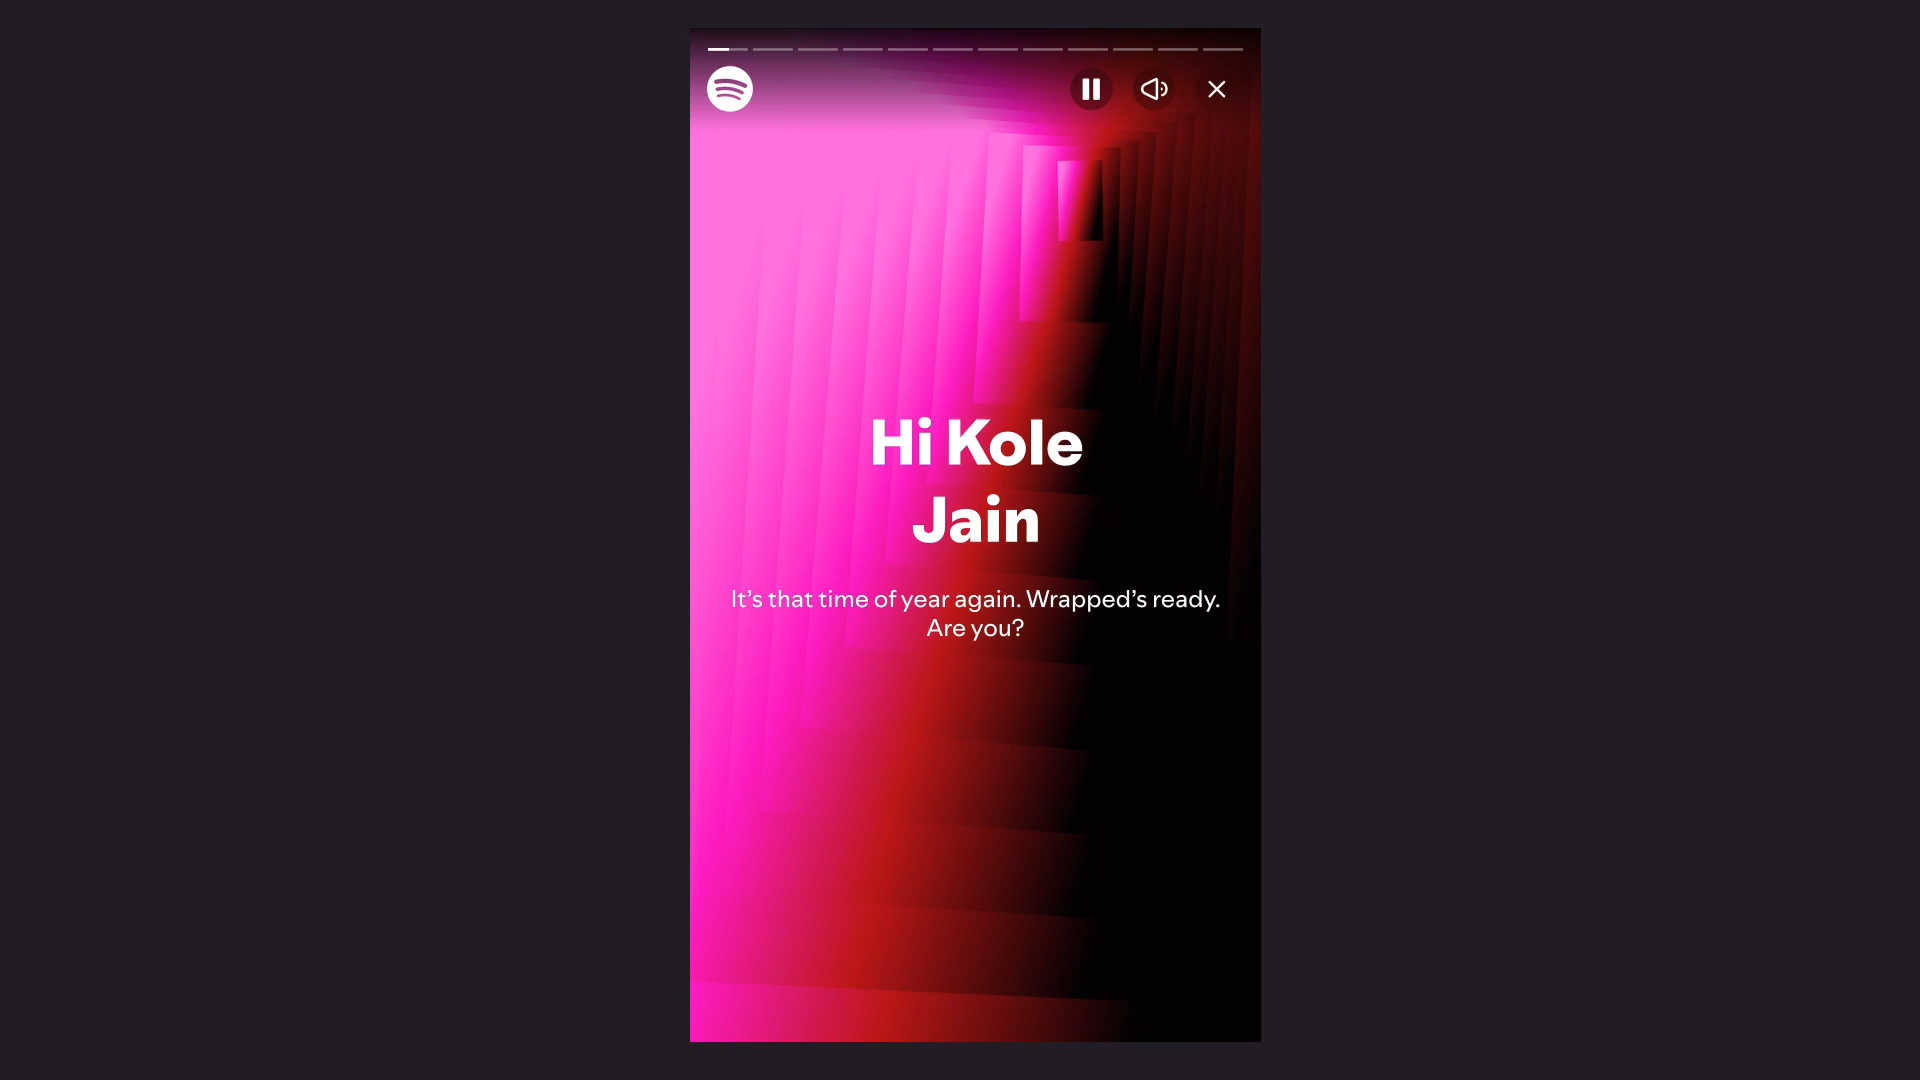 Hi Kole
Jain
It’s that time of year again. Wrapped’s ready.
Are you?